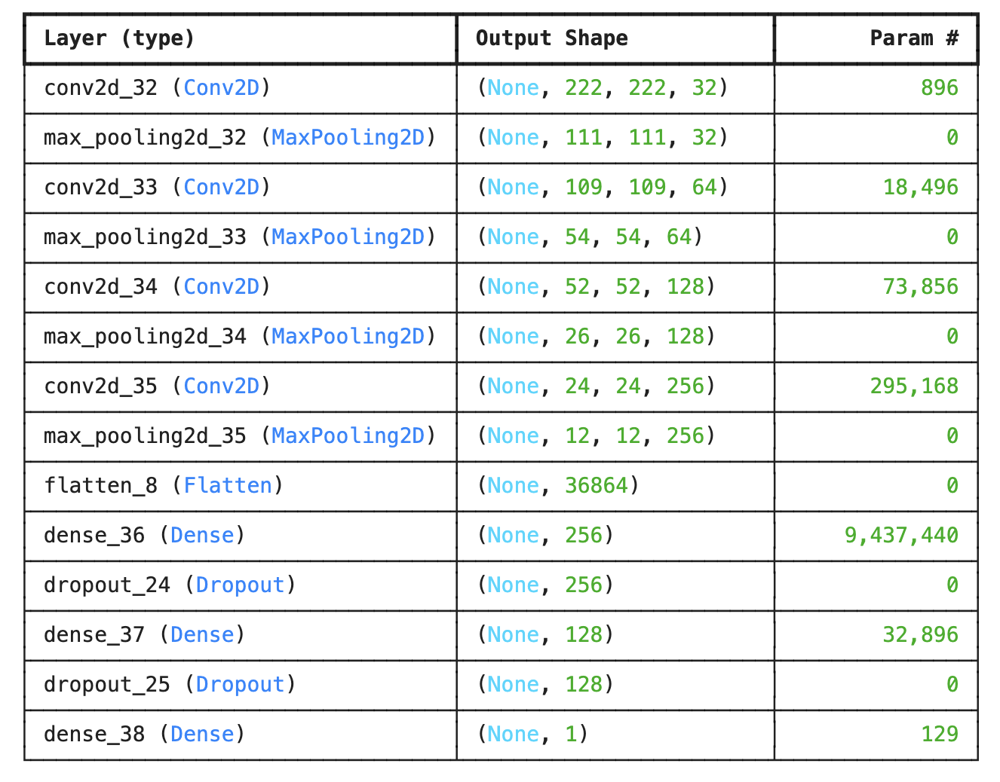 Layer (type) Output Shape Param #
conv2d_32 (Conv2D) (None, 222, 222, 32) 896
max_pooling2d_32 (MaxPooling2D) (None, 111, 111, 32) 0
conv2d_33 (Conv2D) (None, 109, 109, 64) 18,496
max_pooling2d_33 (MaxPooling2D) (None, 54, 54, 64) 0
conv2d_34 (Conv2D) (None, 52, 52, 128) 73,856
max_pooling2d_34 (MaxPooling2D) (None, 26, 26, 128) 0
conv2d_35 (Conv2D) (None, 24, 24, 256) 295,168
max_pooling2d_35 (MaxPooling2D) (None, 12, 12, 256) 0
flatten_8 (Flatten) (None, 36864) 0
dense_36 (Dense) (None, 256) 9,437,440
dropout_24 (Dropout) (None, 256) 0
dense_37 (Dense) (None, 128) 32,896
dropout_25 (Dropout) (None, 128) 0
dense_38 (Dense) (None, 1) 129